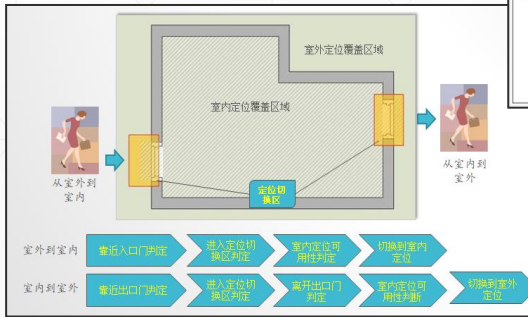 室外定位覆盖区域
室内定位覆盖区域
从室外到
室内
从室内到
室外
定位切
换区
室外到室内
靠近入口门判定
进入定位切
换区判定
室内定位可
用性判定
切换到室内
定位
室内到室外
靠近出口门判定
进入定位切
换区判定
离开出口门
判定
室内定位可
用性判断
切换到室外
定位